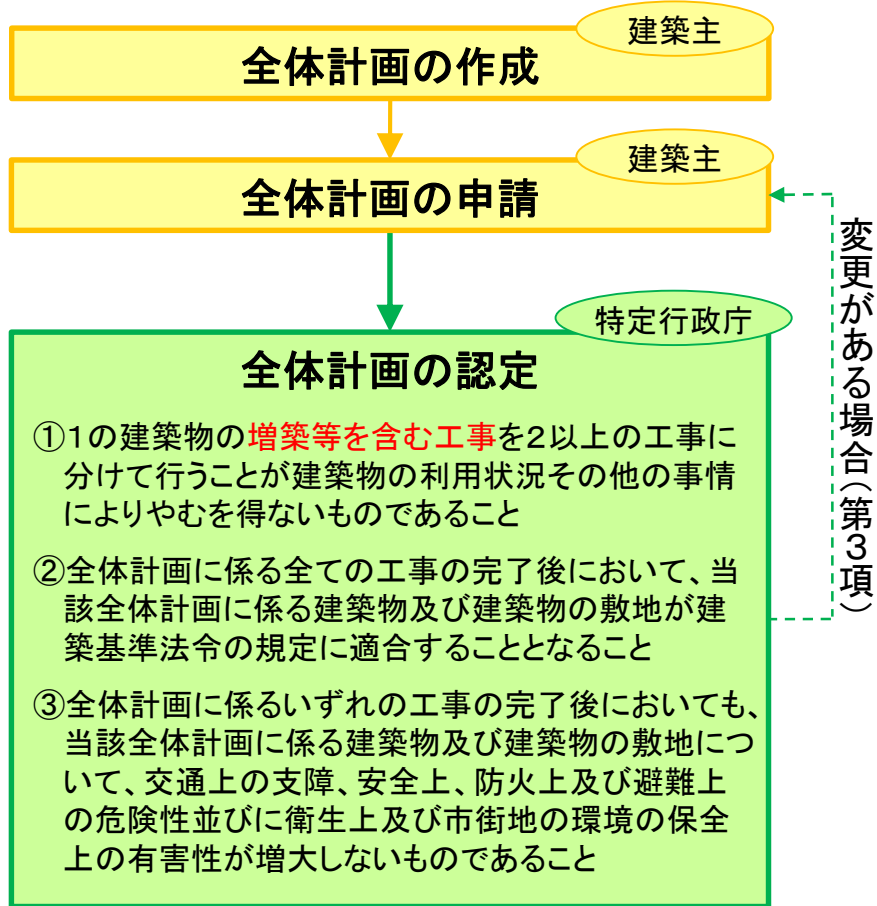 建築主
全体計画の作成
建築主
全体計画の申請
特定行政庁
全体計画の認定
①1の建築物の増築等を含む工事を2以上の工事に
分けて行うことが建築物の利用状況その他の事情
によりやむを得ないものであること
②全体計画に係る全ての工事の完了後において、当
該全体計画に係る建築物及び建築物の敷地が建
築基準法令の規定に適合することとなること
③全体計画に係るいずれの工事の完了後においても、
当該全体計画に係る建築物及び建築物の敷地につ
いて、交通上の支障、安全上、防火上及び避難上
の危険性並びに衛生上及び市街地の環境の保全
上の有害性が増大しないものであること
変更がある場合（第3項）